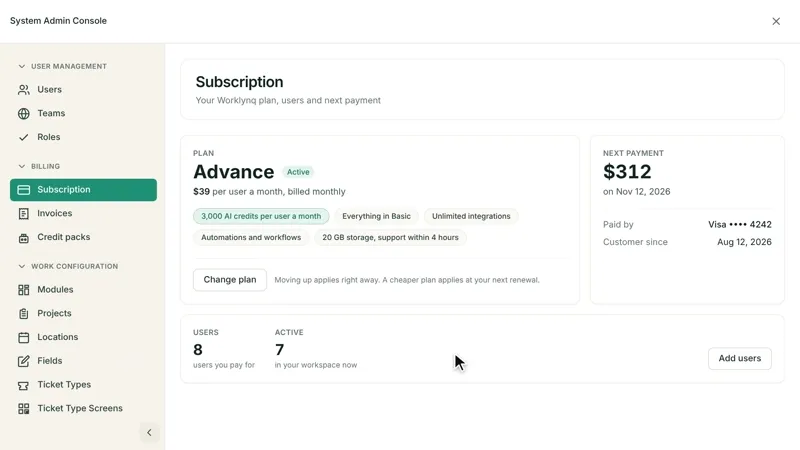 System Admin Console
USER MANAGEMENT
Users
Teams
Roles
BILLING
Subscription
Invoices
Credit packs
WORK CONFIGURATION
Modules
Projects
Locations
Fields
Ticket Types
Ticket Type Screens
Subscription
Your Worklynq plan, users and next payment
PLAN
Advance Active
$39 per user a month, billed monthly
3,000 AI credits per user a month Everything in Basic Unlimited integrations
Automations and workflows 20 GB storage, support within 4 hours
Change plan Moving up applies right away. A cheaper plan applies at your next renewal.
NEXT PAYMENT
$312
on Nov 12, 2026
Paid by Visa •••• 4242
Customer since Aug 12, 2026
USERS ACTIVE
8 7
users you pay for in your workspace now
Add users